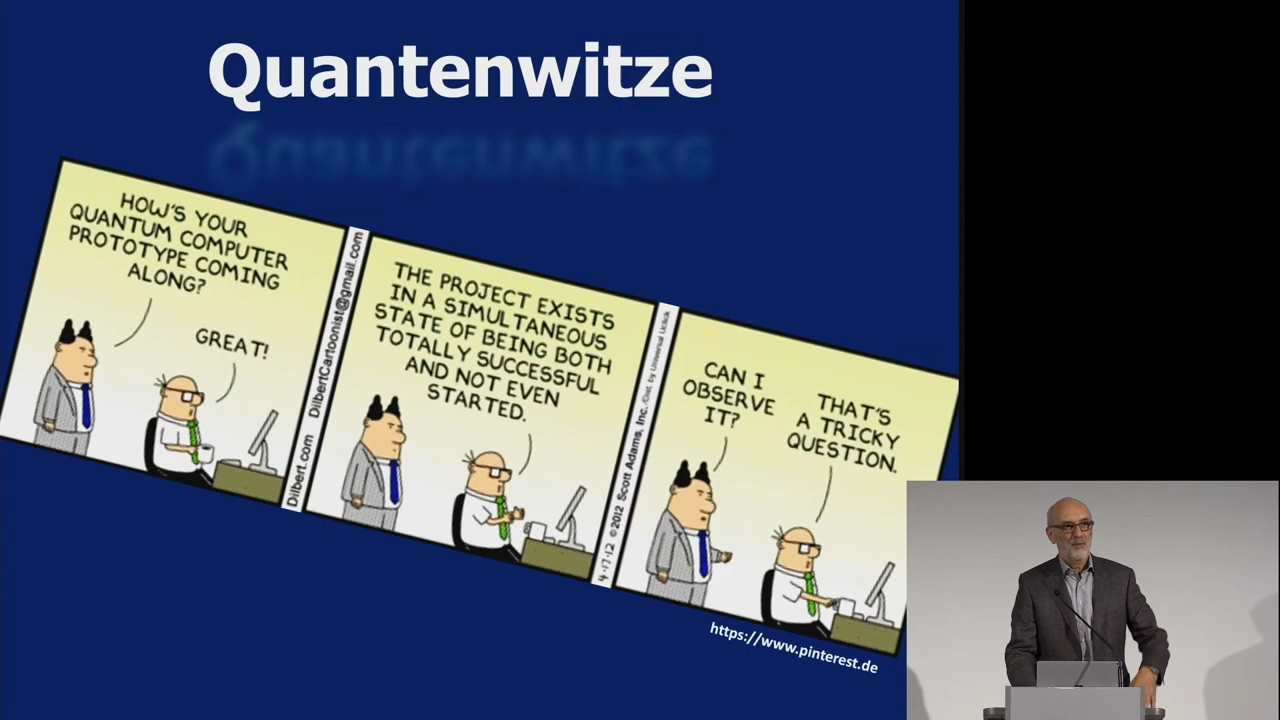 Quantenwitze
HOW'S YOUR
QUANTUM COMPUTER
PROTOTYPE COMING
ALONG?
GREAT!
Dilbert.com DilbertCartoonist@gmail.com
THE PROJECT EXISTS
IN A SIMULTANEOUS
STATE OF BEING BOTH
TOTALLY SUCCESSFUL
AND NOT EVEN
STARTED.
4-17-12 ©2012 Scott Adams, Inc./Dist. by Universal Uclick
CAN I
OBSERVE
IT?
THAT'S
A TRICKY
QUESTION.
https://www.pinterest.de